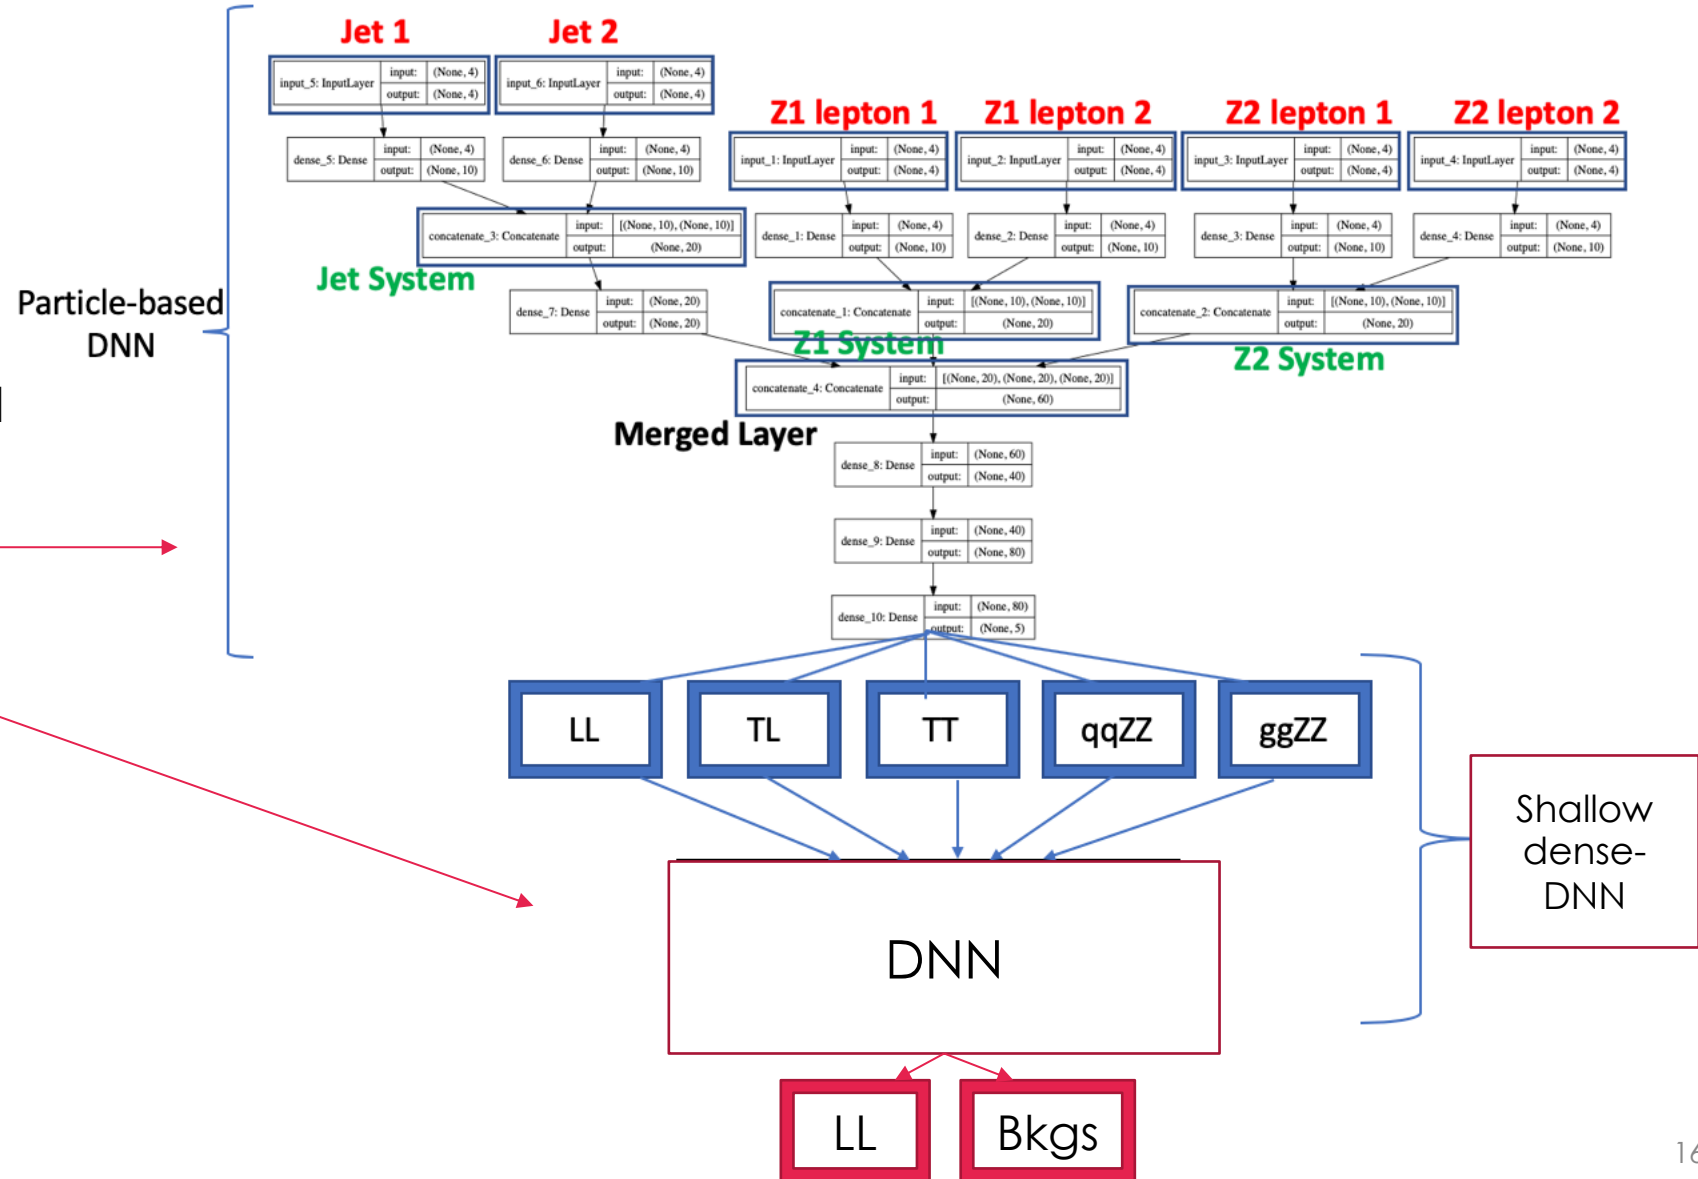 Jet 1
Jet 2
input_5: InputLayer input: (None, 4) output: (None, 4)
input_6: InputLayer input: (None, 4) output: (None, 4)
Z1 lepton 1
Z1 lepton 2
Z2 lepton 1
Z2 lepton 2
dense_5: Dense input: (None, 4) output: (None, 10)
dense_6: Dense input: (None, 4) output: (None, 10)
input_1: InputLayer input: (None, 4) output: (None, 4)
input_2: InputLayer input: (None, 4) output: (None, 4)
input_3: InputLayer input: (None, 4) output: (None, 4)
input_4: InputLayer input: (None, 4) output: (None, 4)
concatenate_3: Concatenate input: [(None, 10), (None, 10)] output: (None, 20)
dense_1: Dense input: (None, 4) output: (None, 10)
dense_2: Dense input: (None, 4) output: (None, 10)
dense_3: Dense input: (None, 4) output: (None, 10)
dense_4: Dense input: (None, 4) output: (None, 10)
Jet System
Particle-based
DNN
dense_7: Dense input: (None, 20) output: (None, 20)
concatenate_1: Concatenate input: [(None, 10), (None, 10)] output: (None, 20)
concatenate_2: Concatenate input: [(None, 10), (None, 10)] output: (None, 20)
Z1 System
Z2 System
concatenate_4: Concatenate input: [(None, 20), (None, 20), (None, 20)] output: (None, 60)
Merged Layer
dense_8: Dense input: (None, 60) output: (None, 40)
dense_9: Dense input: (None, 40) output: (None, 80)
dense_10: Dense input: (None, 80) output: (None, 5)
LL
TL
TT
qqZZ
ggZZ
Shallow
dense-
DNN
DNN
LL
Bkgs
16